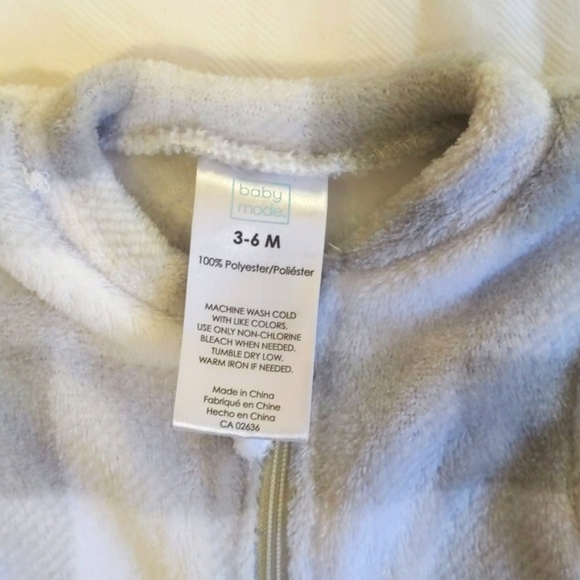 baby
mode.
3-6 M
100% Polyester/Poliéster
MACHINE WASH COLD
WITH LIKE COLORS.
USE ONLY NON-CHLORINE
BLEACH WHEN NEEDED.
TUMBLE DRY LOW.
WARM IRON IF NEEDED.
Made in China
Fabriqué en Chine
Hecho en China
CA 02636